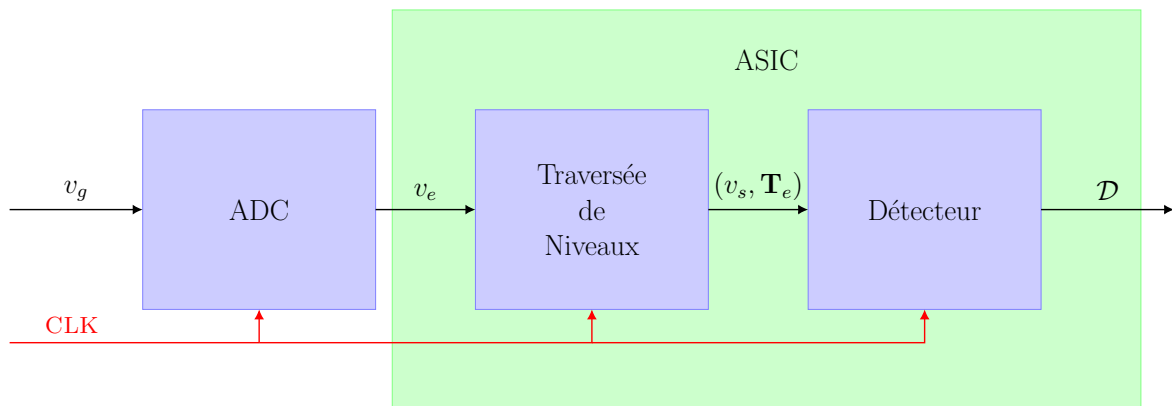 ASIC
v_g
ADC
v_e
Traversée
de
Niveaux
(v_s, T_e)
Détecteur
D
CLK